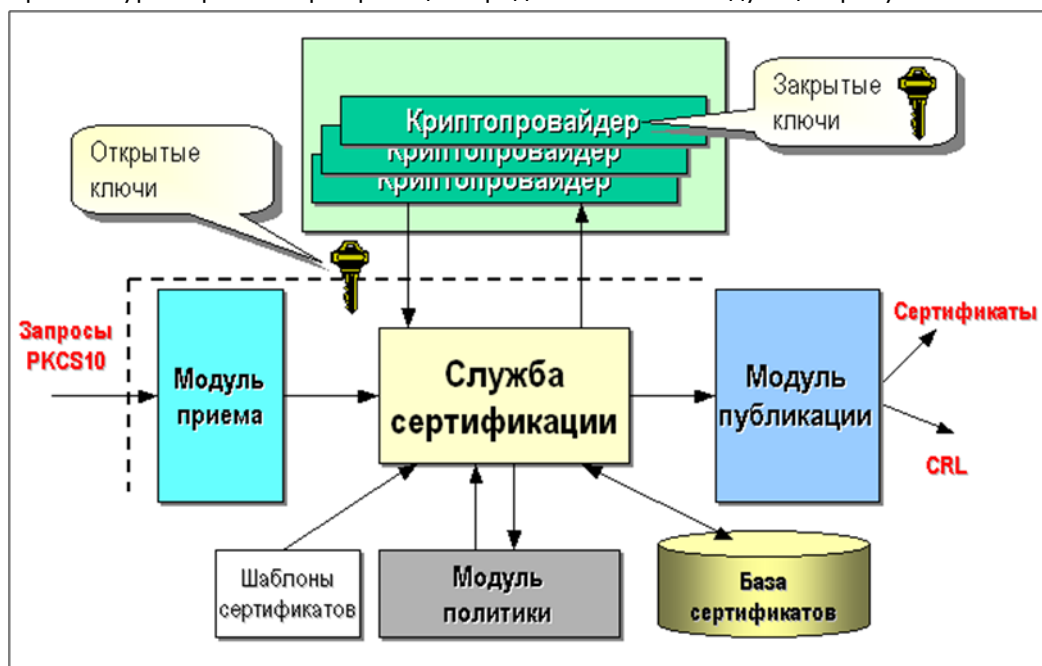 Закрытые
ключи
Криптопровайдер
Криптопровайдер
Криптопровайдер
Открытые
ключи
Запросы
PKCS10
Модуль
приема
Служба
сертификации
Модуль
публикации
Сертификаты
CRL
Шаблоны
сертификатов
Модуль
политики
База
сертификатов